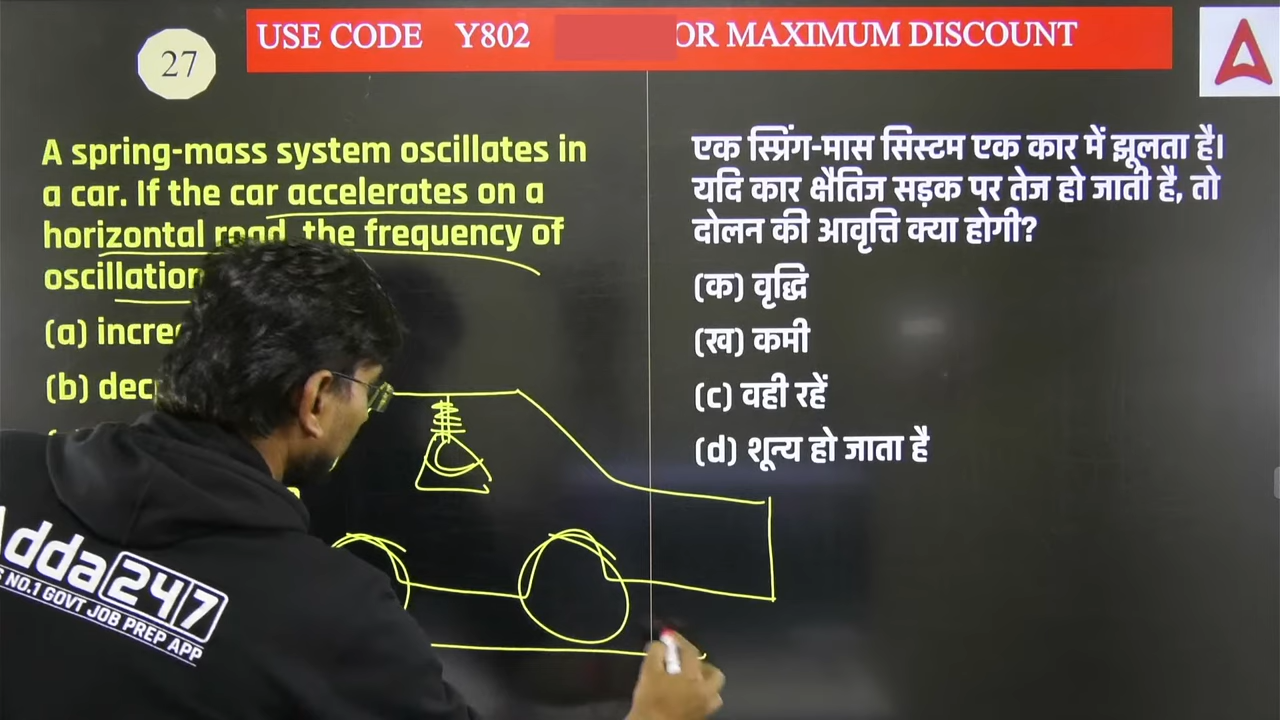 USE CODE Y802 OR MAXIMUM DISCOUNT
27
A spring-mass system oscillates in
a car. If the car accelerates on a
horizontal road, the frequency of
oscillation
(a) incre
(b) dec
एक स्प्रिंग-मास सिस्टम एक कार में झूलता है।
यदि कार क्षैतिज सड़क पर तेज हो जाती है, तो
दोलन की आवृत्ति क्या होगी?
(क) वृद्धि
(ख) कमी
(c) वही रहें
(d) शून्य हो जाता है
Adda247
S NO.1 GOVT JOB PREP APP